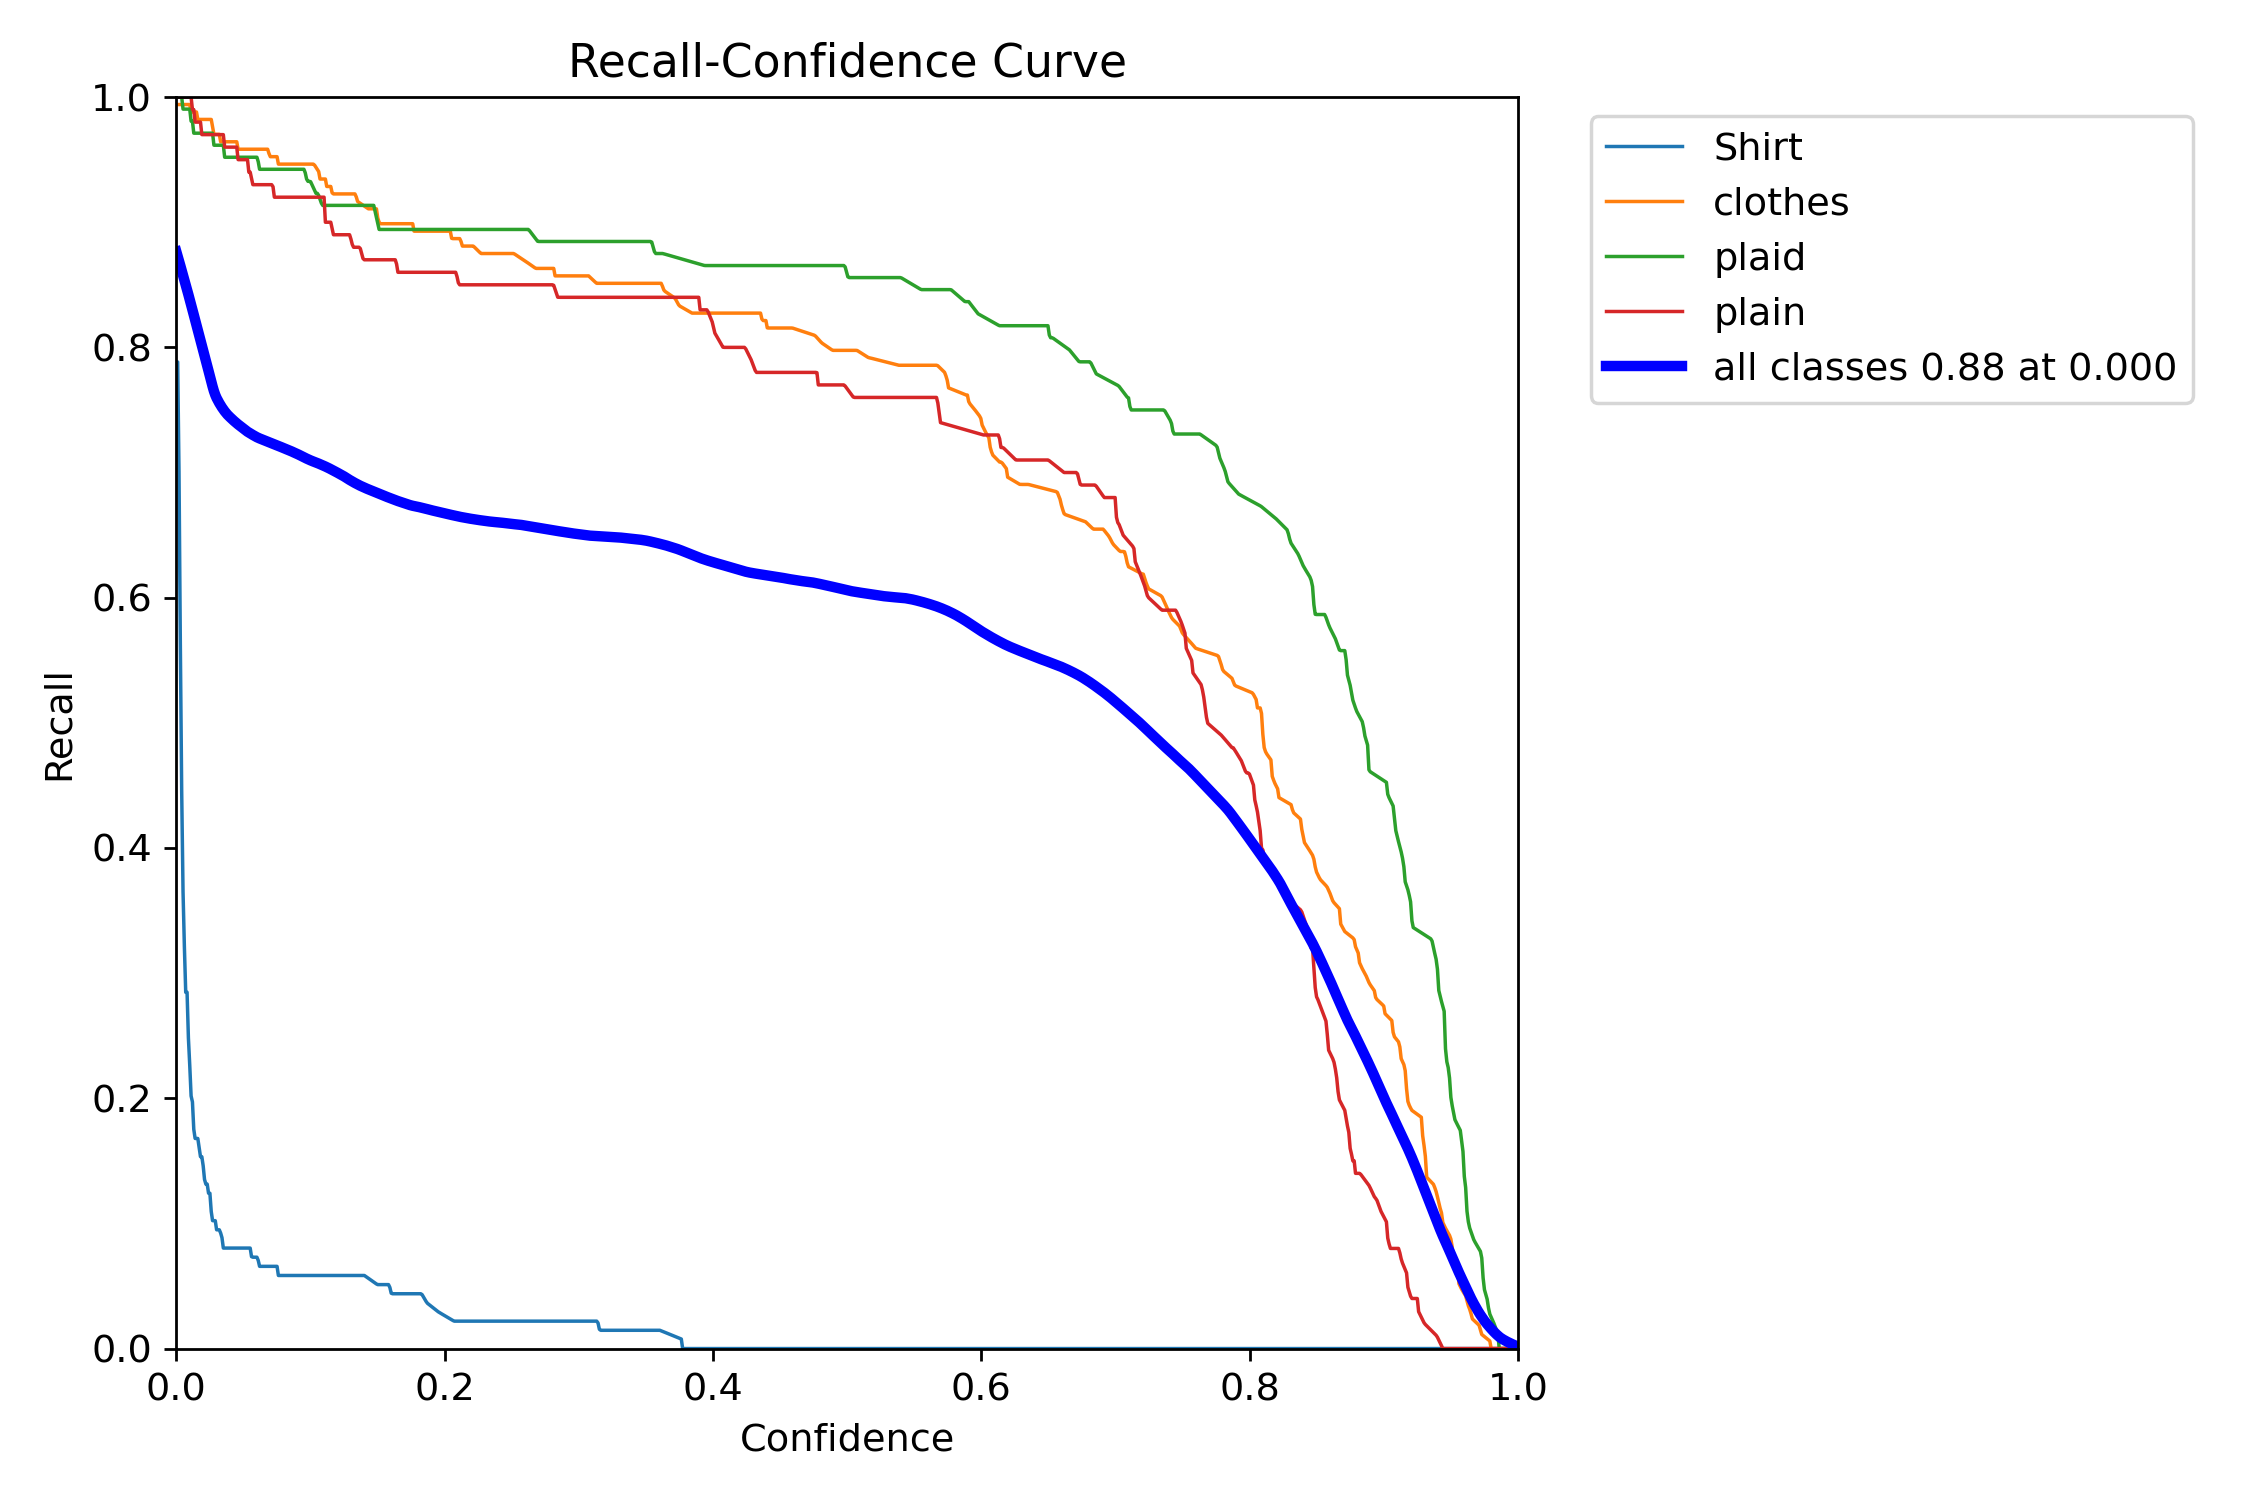 Recall-Confidence Curve
1.0
0.8
0.6
0.4
0.2
0.0
Recall
0.0 0.2 0.4 0.6 0.8 1.0
Confidence
Shirt
clothes
plaid
plain
all classes 0.88 at 0.000